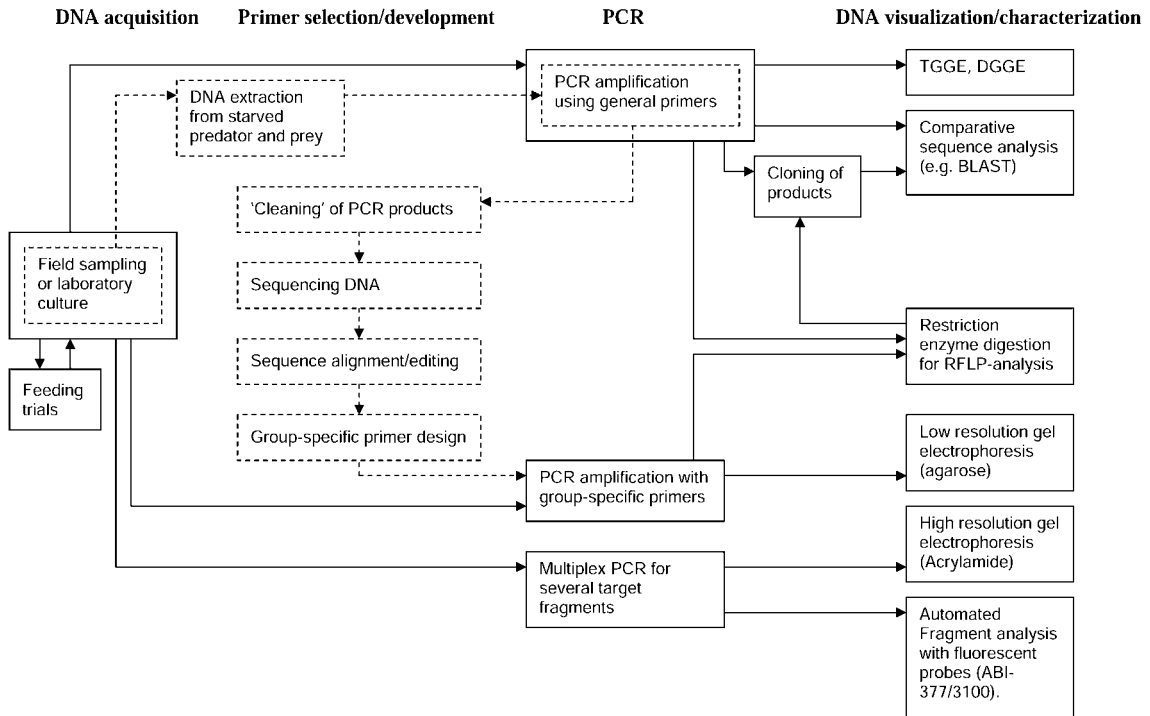 DNA acquisition
Primer selection/development
PCR
DNA visualization/characterization
DNA extraction
from starved
predator and prey
PCR amplification
using general primers
TGGE, DGGE
Comparative
sequence analysis
(e.g. BLAST)
Cloning of
products
'Cleaning' of PCR products
Field sampling
or laboratory
culture
Sequencing DNA
Sequence alignment/editing
Restriction
enzyme digestion
for RFLP-analysis
Feeding
trials
Group-specific primer design
Low resolution gel
electrophoresis
(agarose)
PCR amplification with
group-specific primers
High resolution gel
electrophoresis
(Acrylamide)
Multiplex PCR for
several target
fragments
Automated
Fragment analysis
with fluorescent
probes (ABI-
377/3100).